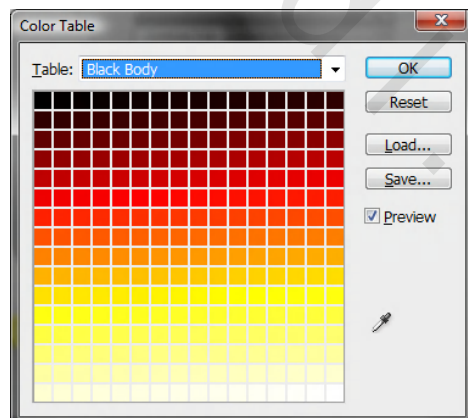 Color Table
Table: Black Body
OK
Reset
Load...
Save...
Preview